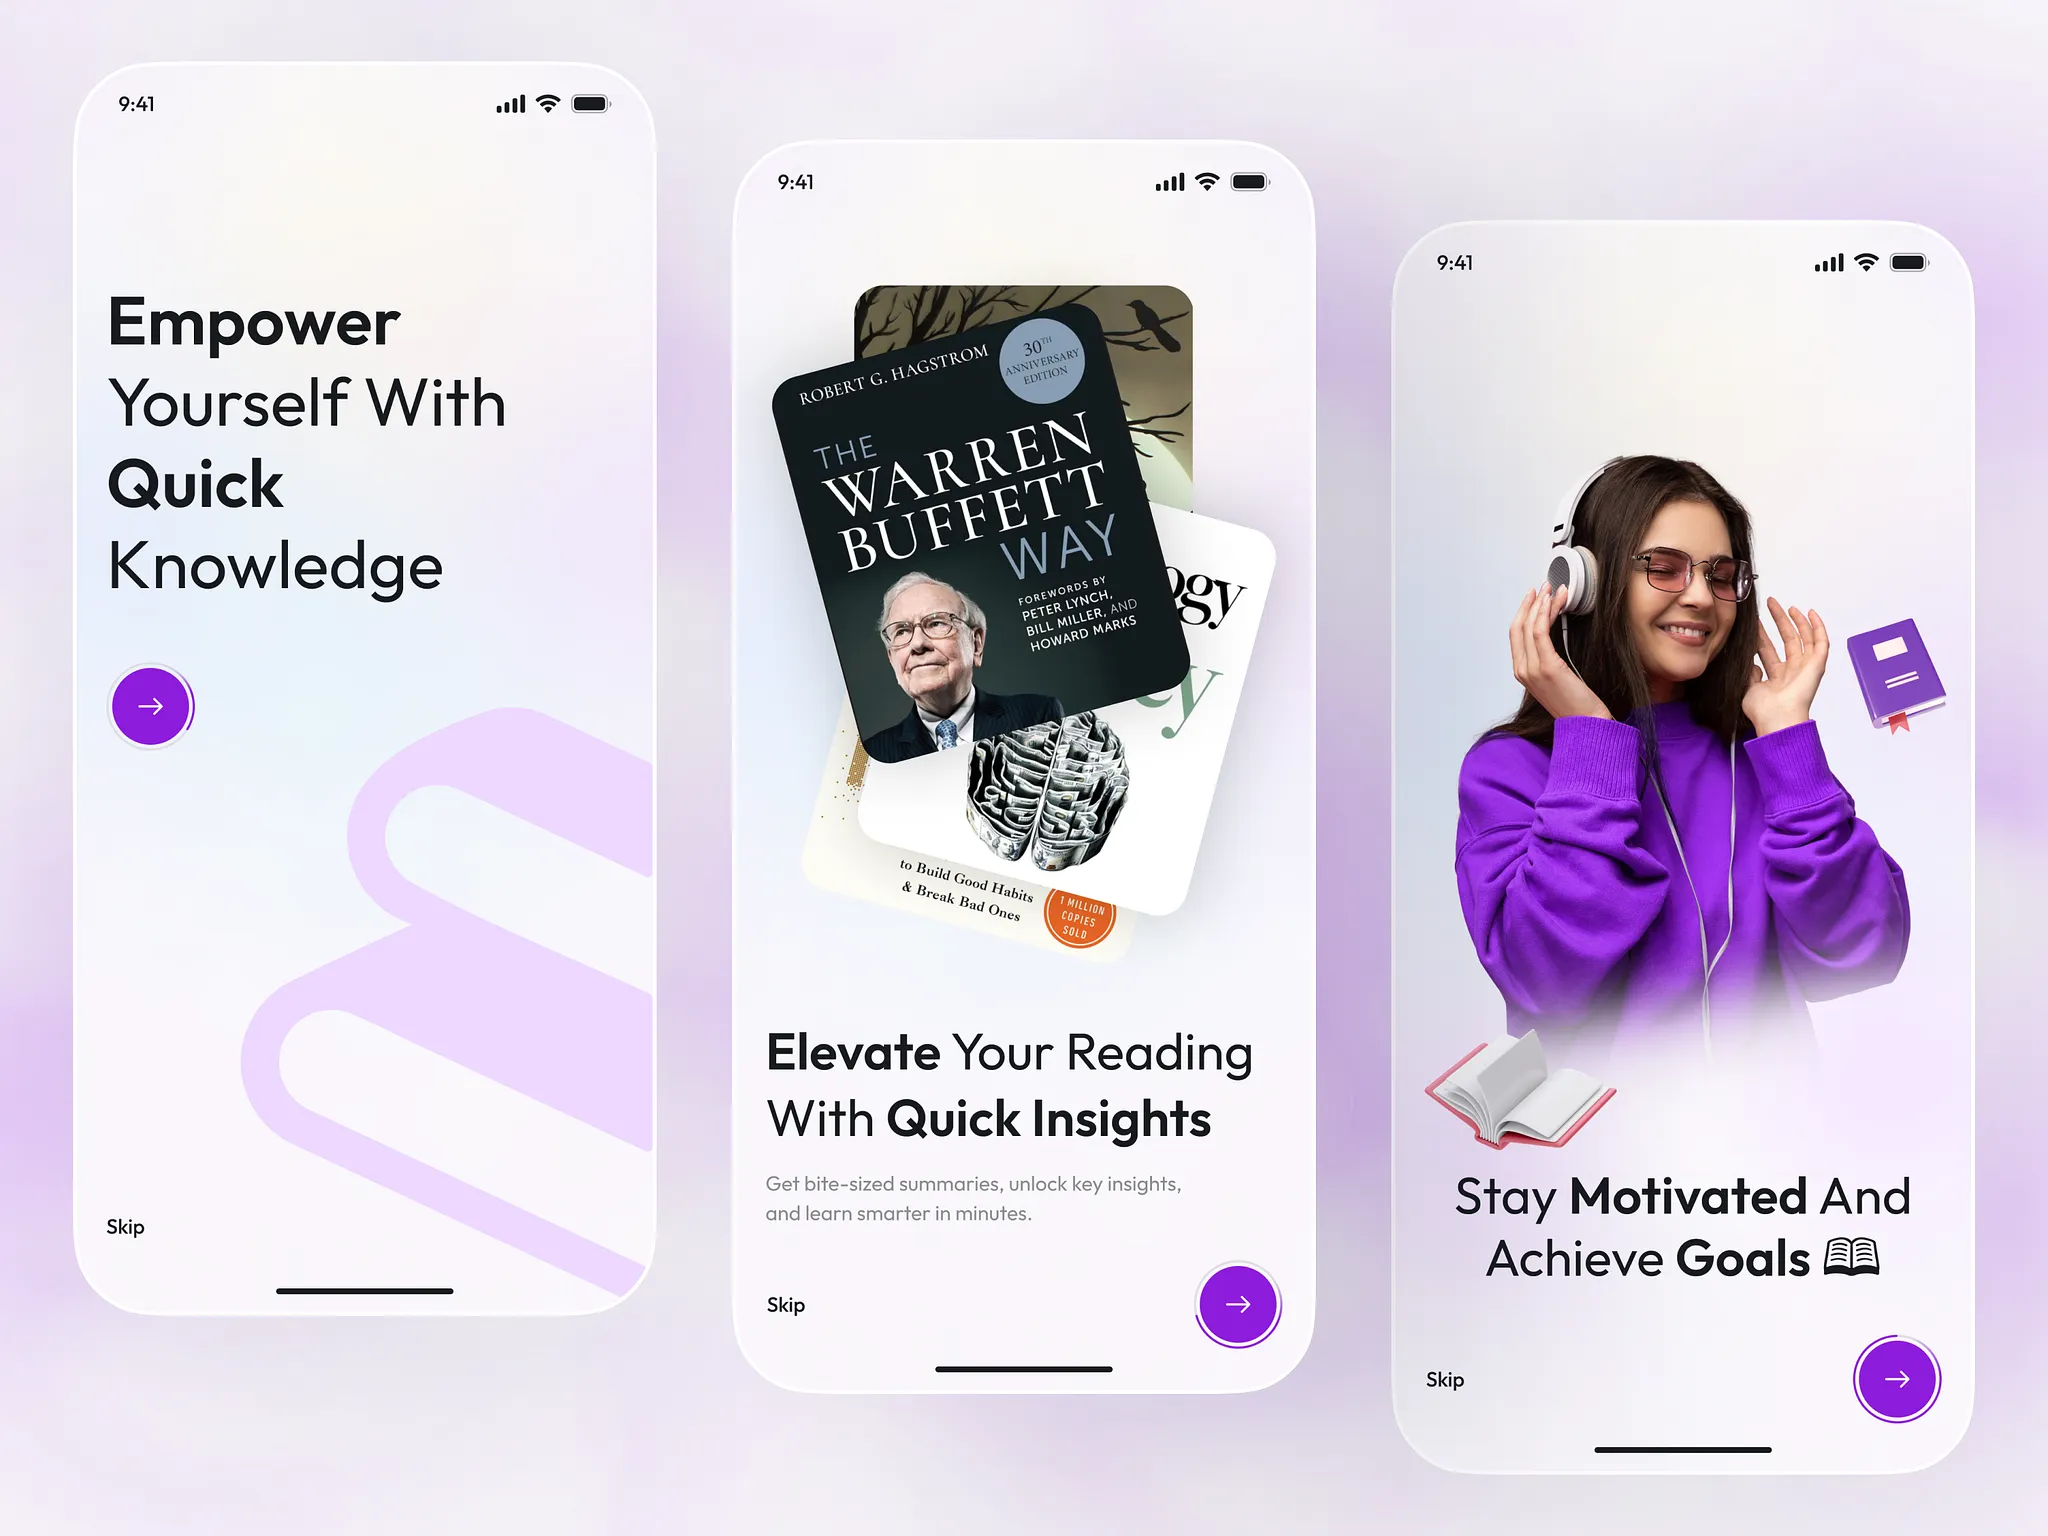 9:41
Empower
Yourself With
Quick
Knowledge
Skip
9:41
ROBERT G. HAGSTROM
30TH
ANNIVERSARY
EDITION
THE
WARREN
BUFFETT
WAY
FOREWORDS BY
PETER LYNCH,
BILL MILLER, AND
HOWARD MARKS
ogy
ey
to Build Good Habits
& Break Bad Ones
1 MILLION
COPIES
SOLD
Elevate Your Reading
With Quick Insights
Get bite-sized summaries, unlock key insights,
and learn smarter in minutes.
Skip
9:41
Stay Motivated And
Achieve Goals
Skip